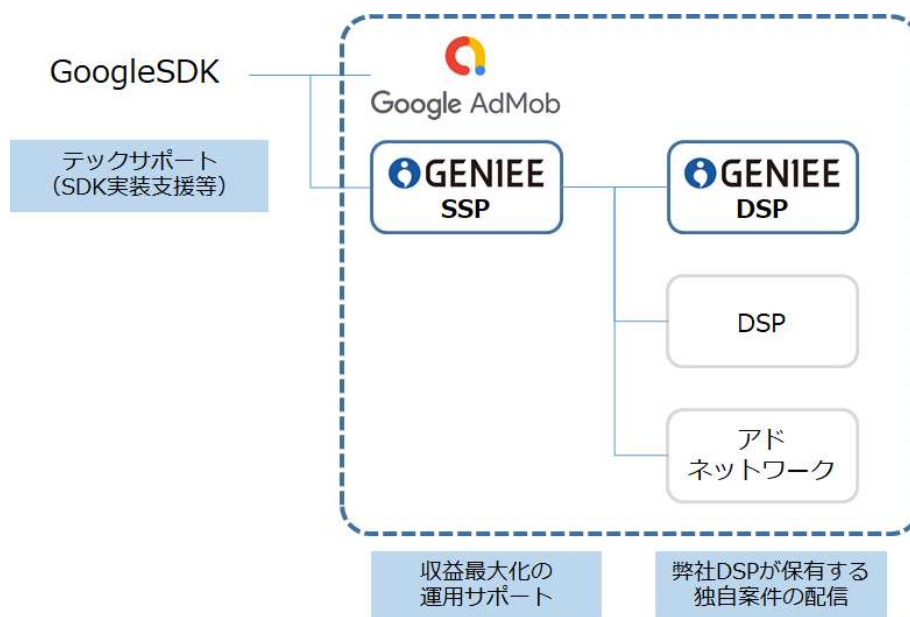 GoogleSDK
Google AdMob
テックサポート
（SDK実装支援等）
GENIEE
SSP
GENIEE
DSP
DSP
アド
ネットワーク
収益最大化の
運用サポート
弊社DSPが保有する
独自案件の配信